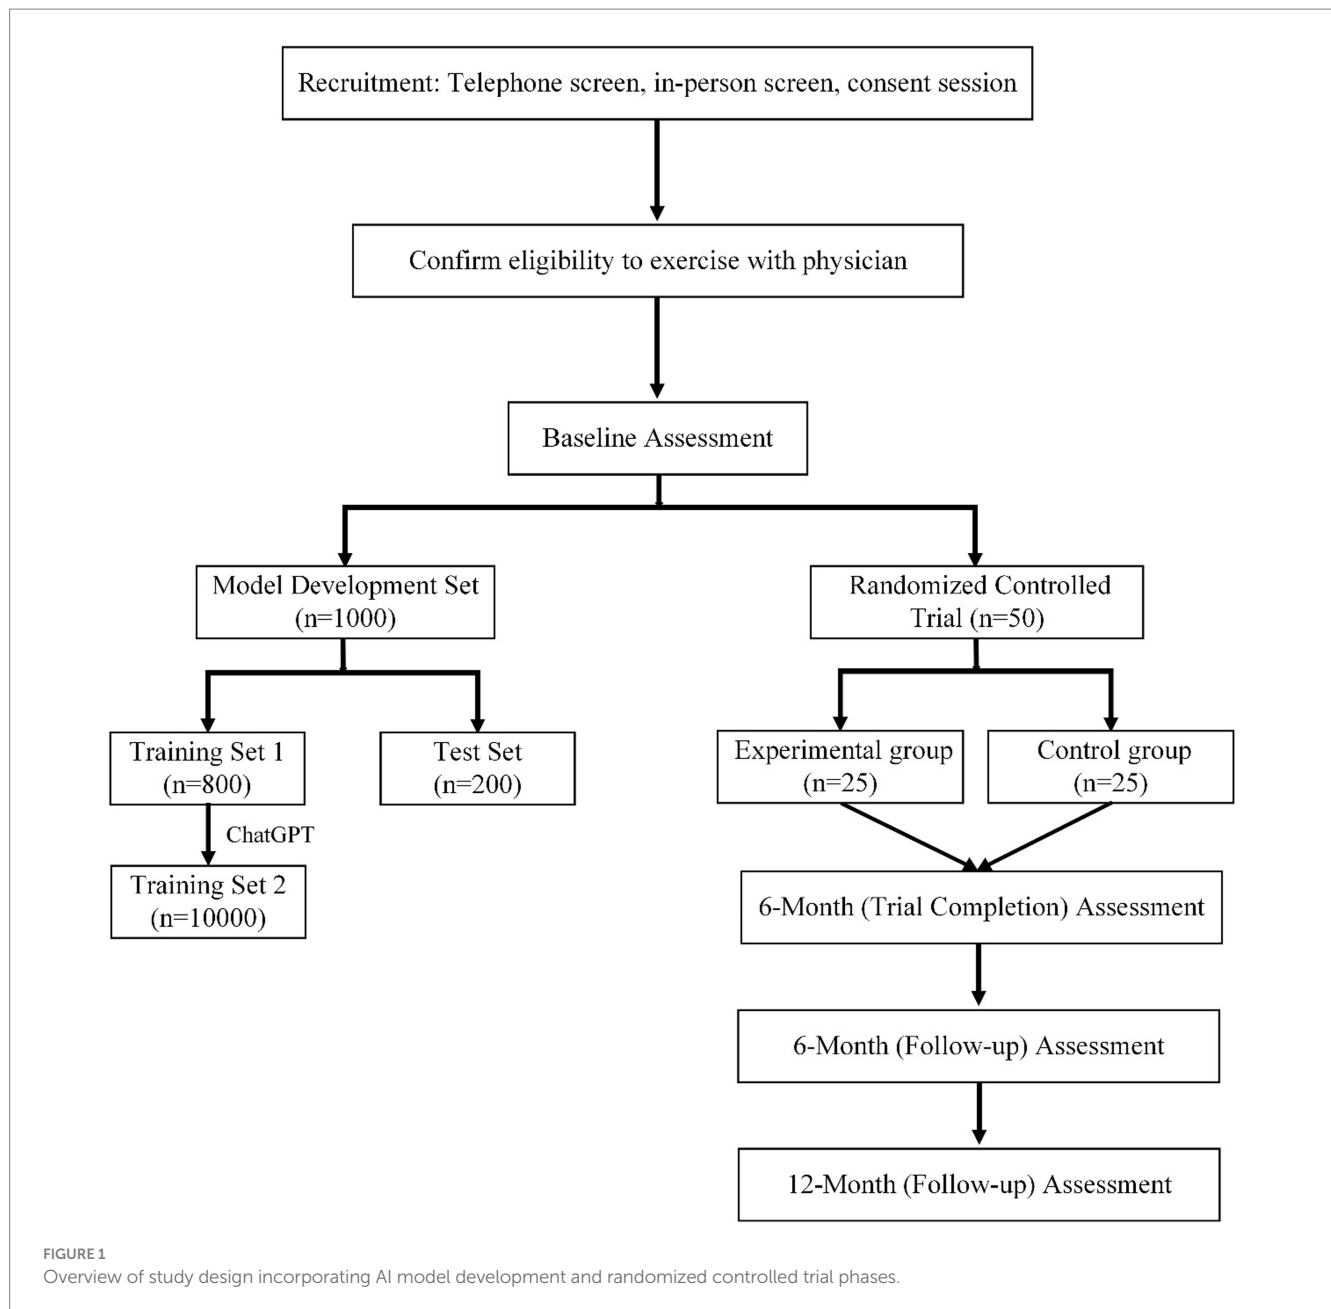 Recruitment: Telephone screen, in-person screen, consent session
Confirm eligibility to exercise with physician
Baseline Assessment
Model Development Set
(n=1000)
Randomized Controlled
Trial (n=50)
Training Set 1
(n=800)
Test Set
(n=200)
Experimental group
(n=25)
Control group
(n=25)
ChatGPT
Training Set 2
(n=10000)
6-Month (Trial Completion) Assessment
6-Month (Follow-up) Assessment
12-Month (Follow-up) Assessment
FIGURE 1
Overview of study design incorporating AI model development and randomized controlled trial phases.